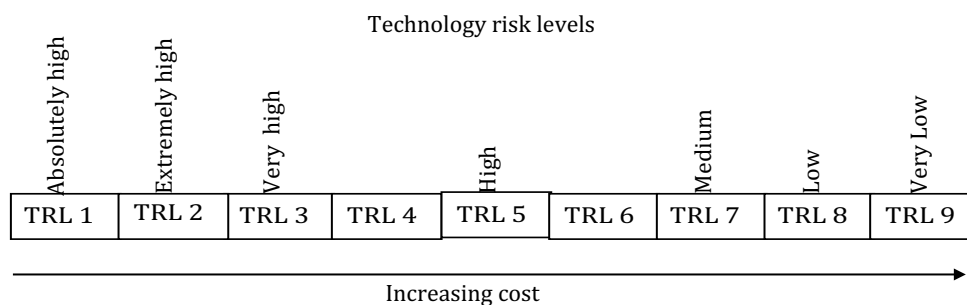 Technology risk levels
Absolutely high
Extremely high
Very high
High
Medium
Low
Very Low
TRL 1 TRL 2 TRL 3 TRL 4 TRL 5 TRL 6 TRL 7 TRL 8 TRL 9
Increasing cost